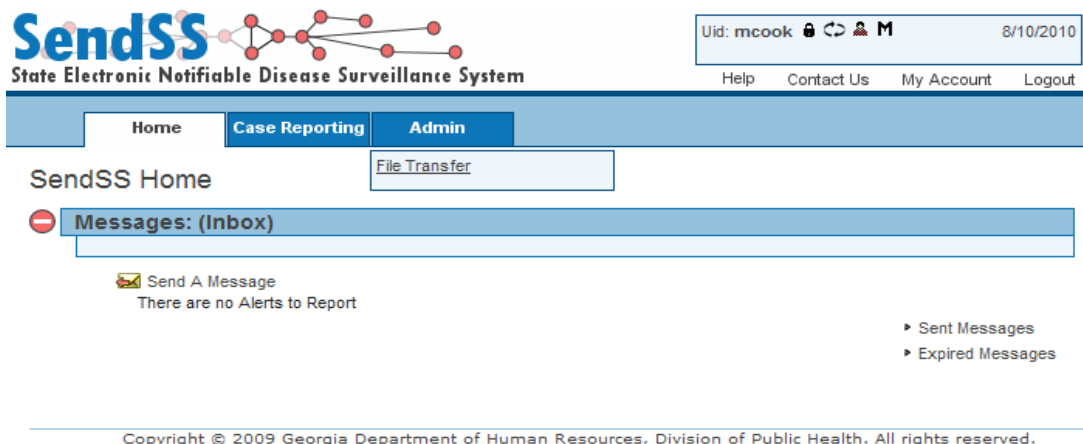 SendSS
State Electronic Notifiable Disease Surveillance System
Uid: mcook M 8/10/2010
Help Contact Us My Account Logout
Home Case Reporting Admin
File Transfer
SendSS Home
Messages: (Inbox)
Send A Message
There are no Alerts to Report
Sent Messages
Expired Messages
Copyright © 2009 Georgia Department of Human Resources, Division of Public Health. All rights reserved.